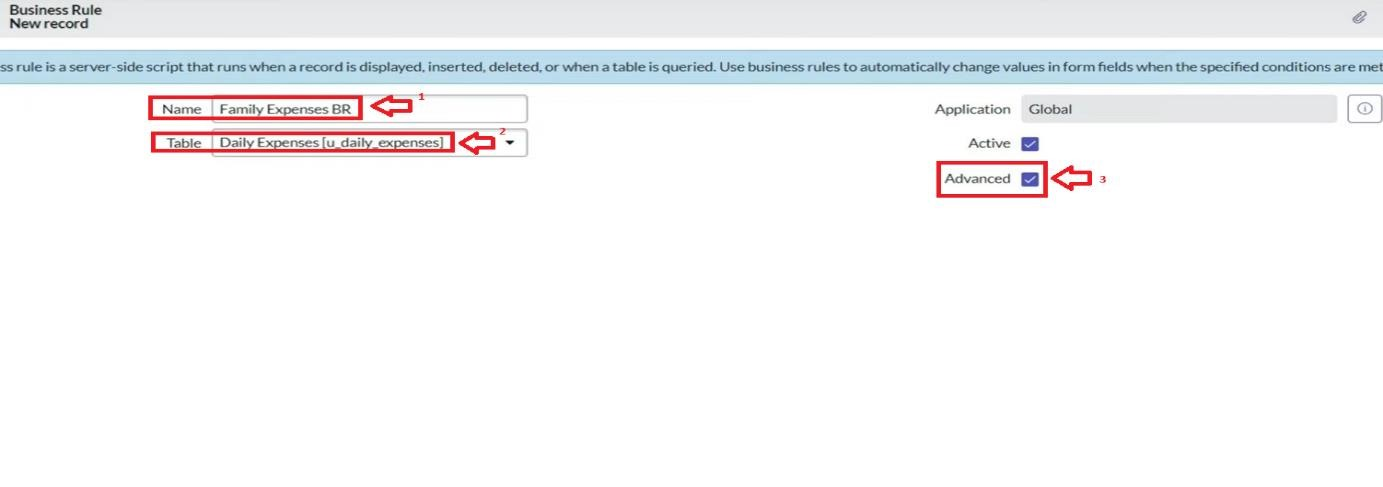 Business Rule
New record
ss rule is a server-side script that runs when a record is displayed, inserted, deleted, or when a table is queried. Use business rules to automatically change values in form fields when the specified conditions are met
Name Family Expenses BR 1
Application Global
Table Daily Expenses [u_daily_expenses] 2
Active
Advanced 3